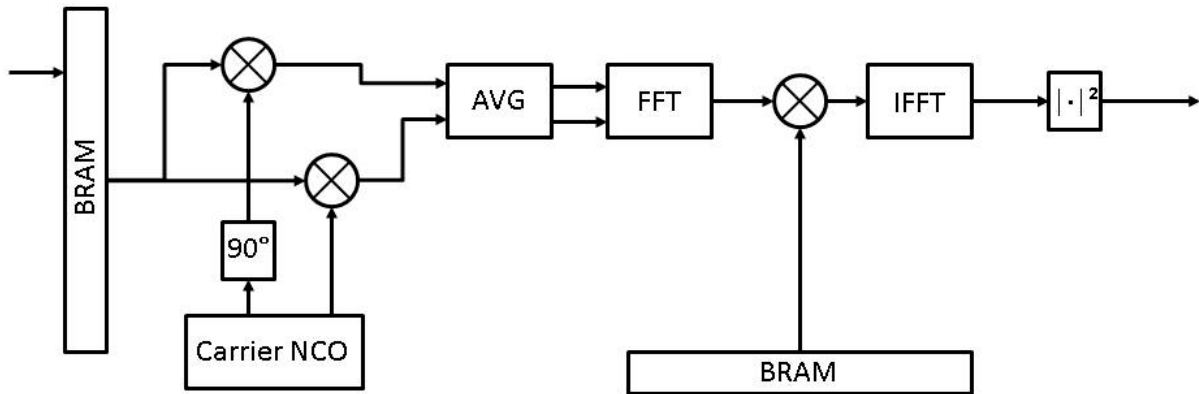 BRAM
AVG
FFT
IFFT
|·|²
90°
Carrier NCO
BRAM